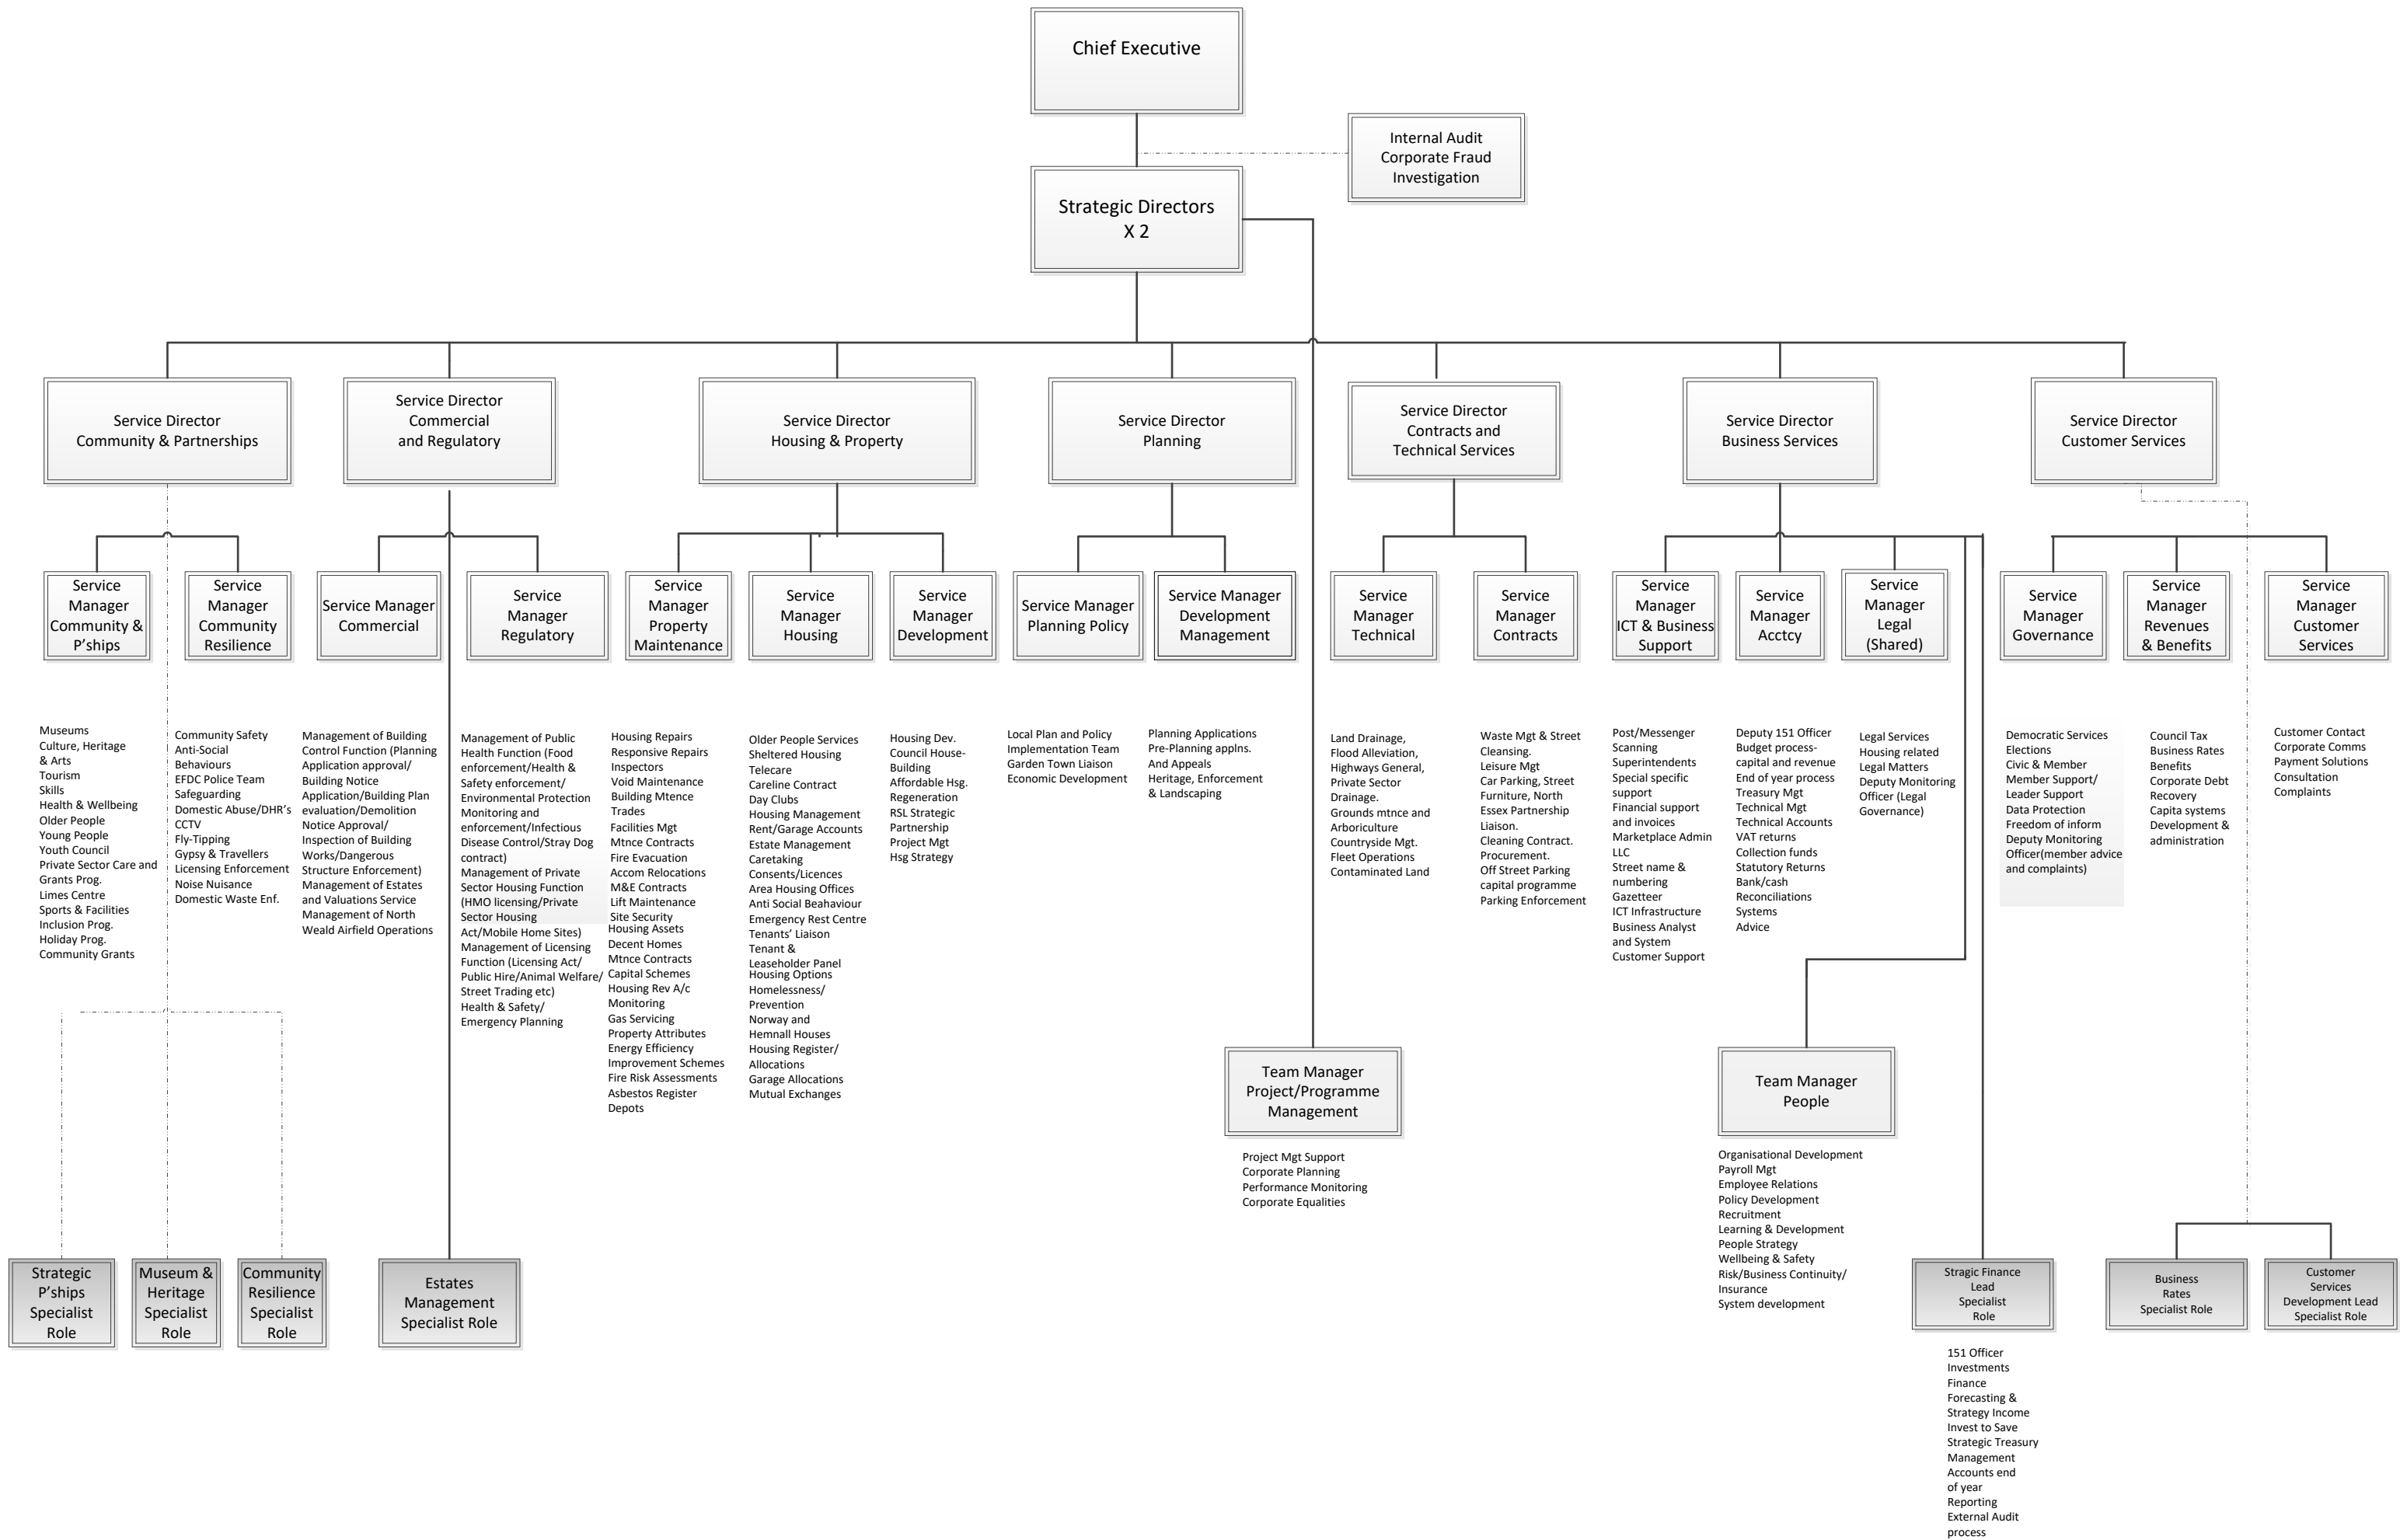 Chief Executive
Internal Audit
Corporate Fraud
Investigation
Strategic Directors
X 2
Service Director
Community & Partnerships
Service Director
Commercial
and Regulatory
Service Director
Housing & Property
Service Director
Planning
Service Director
Contracts and
Technical Services
Service Director
Business Services
Service Director
Customer Services
Service
Manager
Community &
P'ships
Service
Manager
Community
Resilience
Service Manager
Commercial
Service
Manager
Regulatory
Service
Manager
Property
Maintenance
Service
Manager
Housing
Service
Manager
Development
Service Manager
Planning Policy
Service Manager
Development
Management
Service
Manager
Technical
Service
Manager
Contracts
Service
Manager
ICT & Business
Support
Service
Manager
Acctcy
Service
Manager
Legal
(Shared)
Service
Manager
Governance
Service
Manager
Revenues
& Benefits
Service
Manager
Customer
Services
Museums
Culture, Heritage
& Arts
Tourism
Skills
Health & Wellbeing
Older People
Young People
Youth Council
Private Sector Care and
Grants Prog.
Limes Centre
Sports & Facilities
Inclusion Prog.
Holiday Prog.
Community Grants
Community Safety
Anti-Social
Behaviours
EFDC Police Team
Safeguarding
Domestic Abuse/DHR's
CCTV
Fly-Tipping
Gypsy & Travellers
Licensing Enforcement
Noise Nuisance
Domestic Waste Enf.
Management of Building
Control Function (Planning
Application approval/
Building Notice
Application/Building Plan
evaluation/Demolition
Notice Approval/
Inspection of Building
Works/Dangerous
Structure Enforcement)
Management of Estates
and Valuations Service
Management of North
Weald Airfield Operations
Management of Public
Health Function (Food
enforcement/Health &
Safety enforcement/
Environmental Protection
Monitoring and
enforcement/Infectious
Disease Control/Stray Dog
contract)
Management of Private
Sector Housing Function
(HMO licensing/Private
Sector Housing
Act/Mobile Home Sites)
Management of Licensing
Function (Licensing Act/
Public Hire/Animal Welfare/
Street Trading etc)
Health & Safety/
Emergency Planning
Housing Repairs
Responsive Repairs
Inspectors
Void Maintenance
Building Mtence
Trades
Facilities Mgt
Mtnce Contracts
Fire Evacuation
Accom Relocations
M&E Contracts
Lift Maintenance
Site Security
Housing Assets
Decent Homes
Mtnce Contracts
Capital Schemes
Housing Rev A/c
Monitoring
Gas Servicing
Property Attributes
Energy Efficiency
Improvement Schemes
Fire Risk Assessments
Asbestos Register
Depots
Older People Services
Sheltered Housing
Telecare
Careline Contract
Day Clubs
Housing Management
Rent/Garage Accounts
Estate Management
Caretaking
Consents/Licences
Area Housing Offices
Anti Social Beahaviour
Emergency Rest Centre
Tenants' Liaison
Tenant &
Leaseholder Panel
Housing Options
Homelessness/
Prevention
Norway and
Hemnall Houses
Housing Register/
Allocations
Garage Allocations
Mutual Exchanges
Housing Dev.
Council House-
Building
Affordable Hsg.
Regeneration
RSL Strategic
Partnership
Project Mgt
Hsg Strategy
Local Plan and Policy
Implementation Team
Garden Town Liaison
Economic Development
Planning Applications
Pre-Planning applns.
And Appeals
Heritage, Enforcement
& Landscaping
Land Drainage,
Flood Alleviation,
Highways General,
Private Sector
Drainage.
Grounds mtnce and
Arboriculture
Countryside Mgt.
Fleet Operations
Contaminated Land
Waste Mgt & Street
Cleansing.
Leisure Mgt
Car Parking, Street
Furniture, North
Essex Partnership
Liaison.
Cleaning Contract.
Procurement.
Off Street Parking
capital programme
Parking Enforcement
Post/Messenger
Scanning
Superintendents
Special specific
support
Financial support
and invoices
Marketplace Admin
LLC
Street name &
numbering
Gazetteer
ICT Infrastructure
Business Analyst
and System
Customer Support
Deputy 151 Officer
Budget process-
capital and revenue
End of year process
Treasury Mgt
Technical Mgt
Technical Accounts
VAT returns
Collection funds
Statutory Returns
Bank/cash
Reconciliations
Systems
Advice
Legal Services
Housing related
Legal Matters
Deputy Monitoring
Officer (Legal
Governance)
Democratic Services
Elections
Civic & Member
Member Support/
Leader Support
Data Protection
Freedom of inform
Deputy Monitoring
Officer(member advice
and complaints)
Council Tax
Business Rates
Benefits
Corporate Debt
Recovery
Capita systems
Development &
administration
Customer Contact
Corporate Comms
Payment Solutions
Consultation
Complaints
Team Manager
Project/Programme
Management
Project Mgt Support
Corporate Planning
Performance Monitoring
Corporate Equalities
Team Manager
People
Organisational Development
Payroll Mgt
Employee Relations
Policy Development
Recruitment
Learning & Development
People Strategy
Wellbeing & Safety
Risk/Business Continuity/
Insurance
System development
Strategic
P'ships
Specialist
Role
Museum &
Heritage
Specialist
Role
Community
Resilience
Specialist
Role
Estates
Management
Specialist Role
Stragic Finance
Lead
Specialist
Role
Business
Rates
Specialist Role
Customer
Services
Development Lead
Specialist Role
151 Officer
Investments
Finance
Forecasting &
Strategy Income
Invest to Save
Strategic Treasury
Management
Accounts end
of year
Reporting
External Audit
process